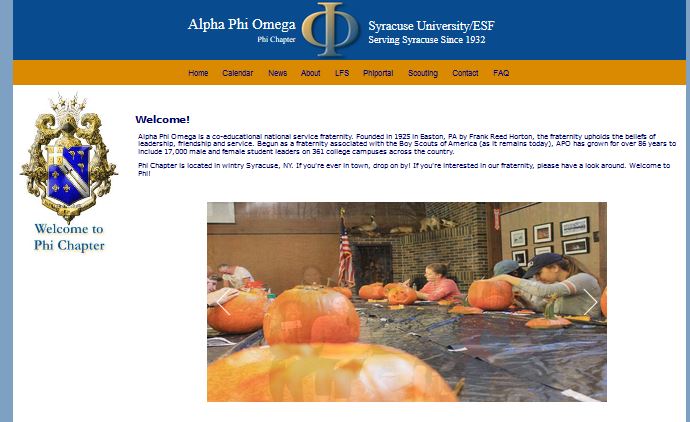 Alpha Phi Omega
Phi Chapter
Syracuse University/ESF
Serving Syracuse Since 1932
Home Calendar News About LFS Phiportal Scouting Contact FAQ
Welcome to
Phi Chapter
Welcome!
Alpha Phi Omega is a co-educational national service fraternity. Founded in 1925 in Easton, PA by Frank Reed Horton, the fraternity upholds the beliefs of
leadership, friendship and service. Begun as a fraternity associated with the Boy Scouts of America (as it remains today), APO has grown for over 86 years to
include 17,000 male and female student leaders on 361 college campuses across the country.
Phi Chapter is located in wintry Syracuse, NY. If you're ever in town, drop on by! If you're interested in our fraternity, please have a look around. Welcome to
Phi!